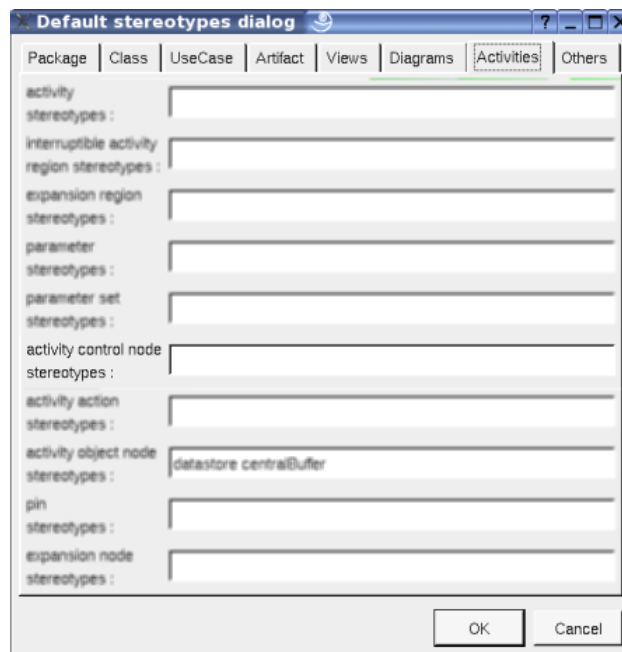 Default stereotypes dialog
Package Class UseCase Artifact Views Diagrams Activities Others
activity
stereotypes :
interruptible activity
region stereotypes :
expansion region
stereotypes :
parameter
stereotypes :
parameter set
stereotypes :
activity control node
stereotypes :
activity action
stereotypes :
activity object node
stereotypes :
datastore centralBuffer
pin
stereotypes :
expansion node
stereotypes :
OK Cancel